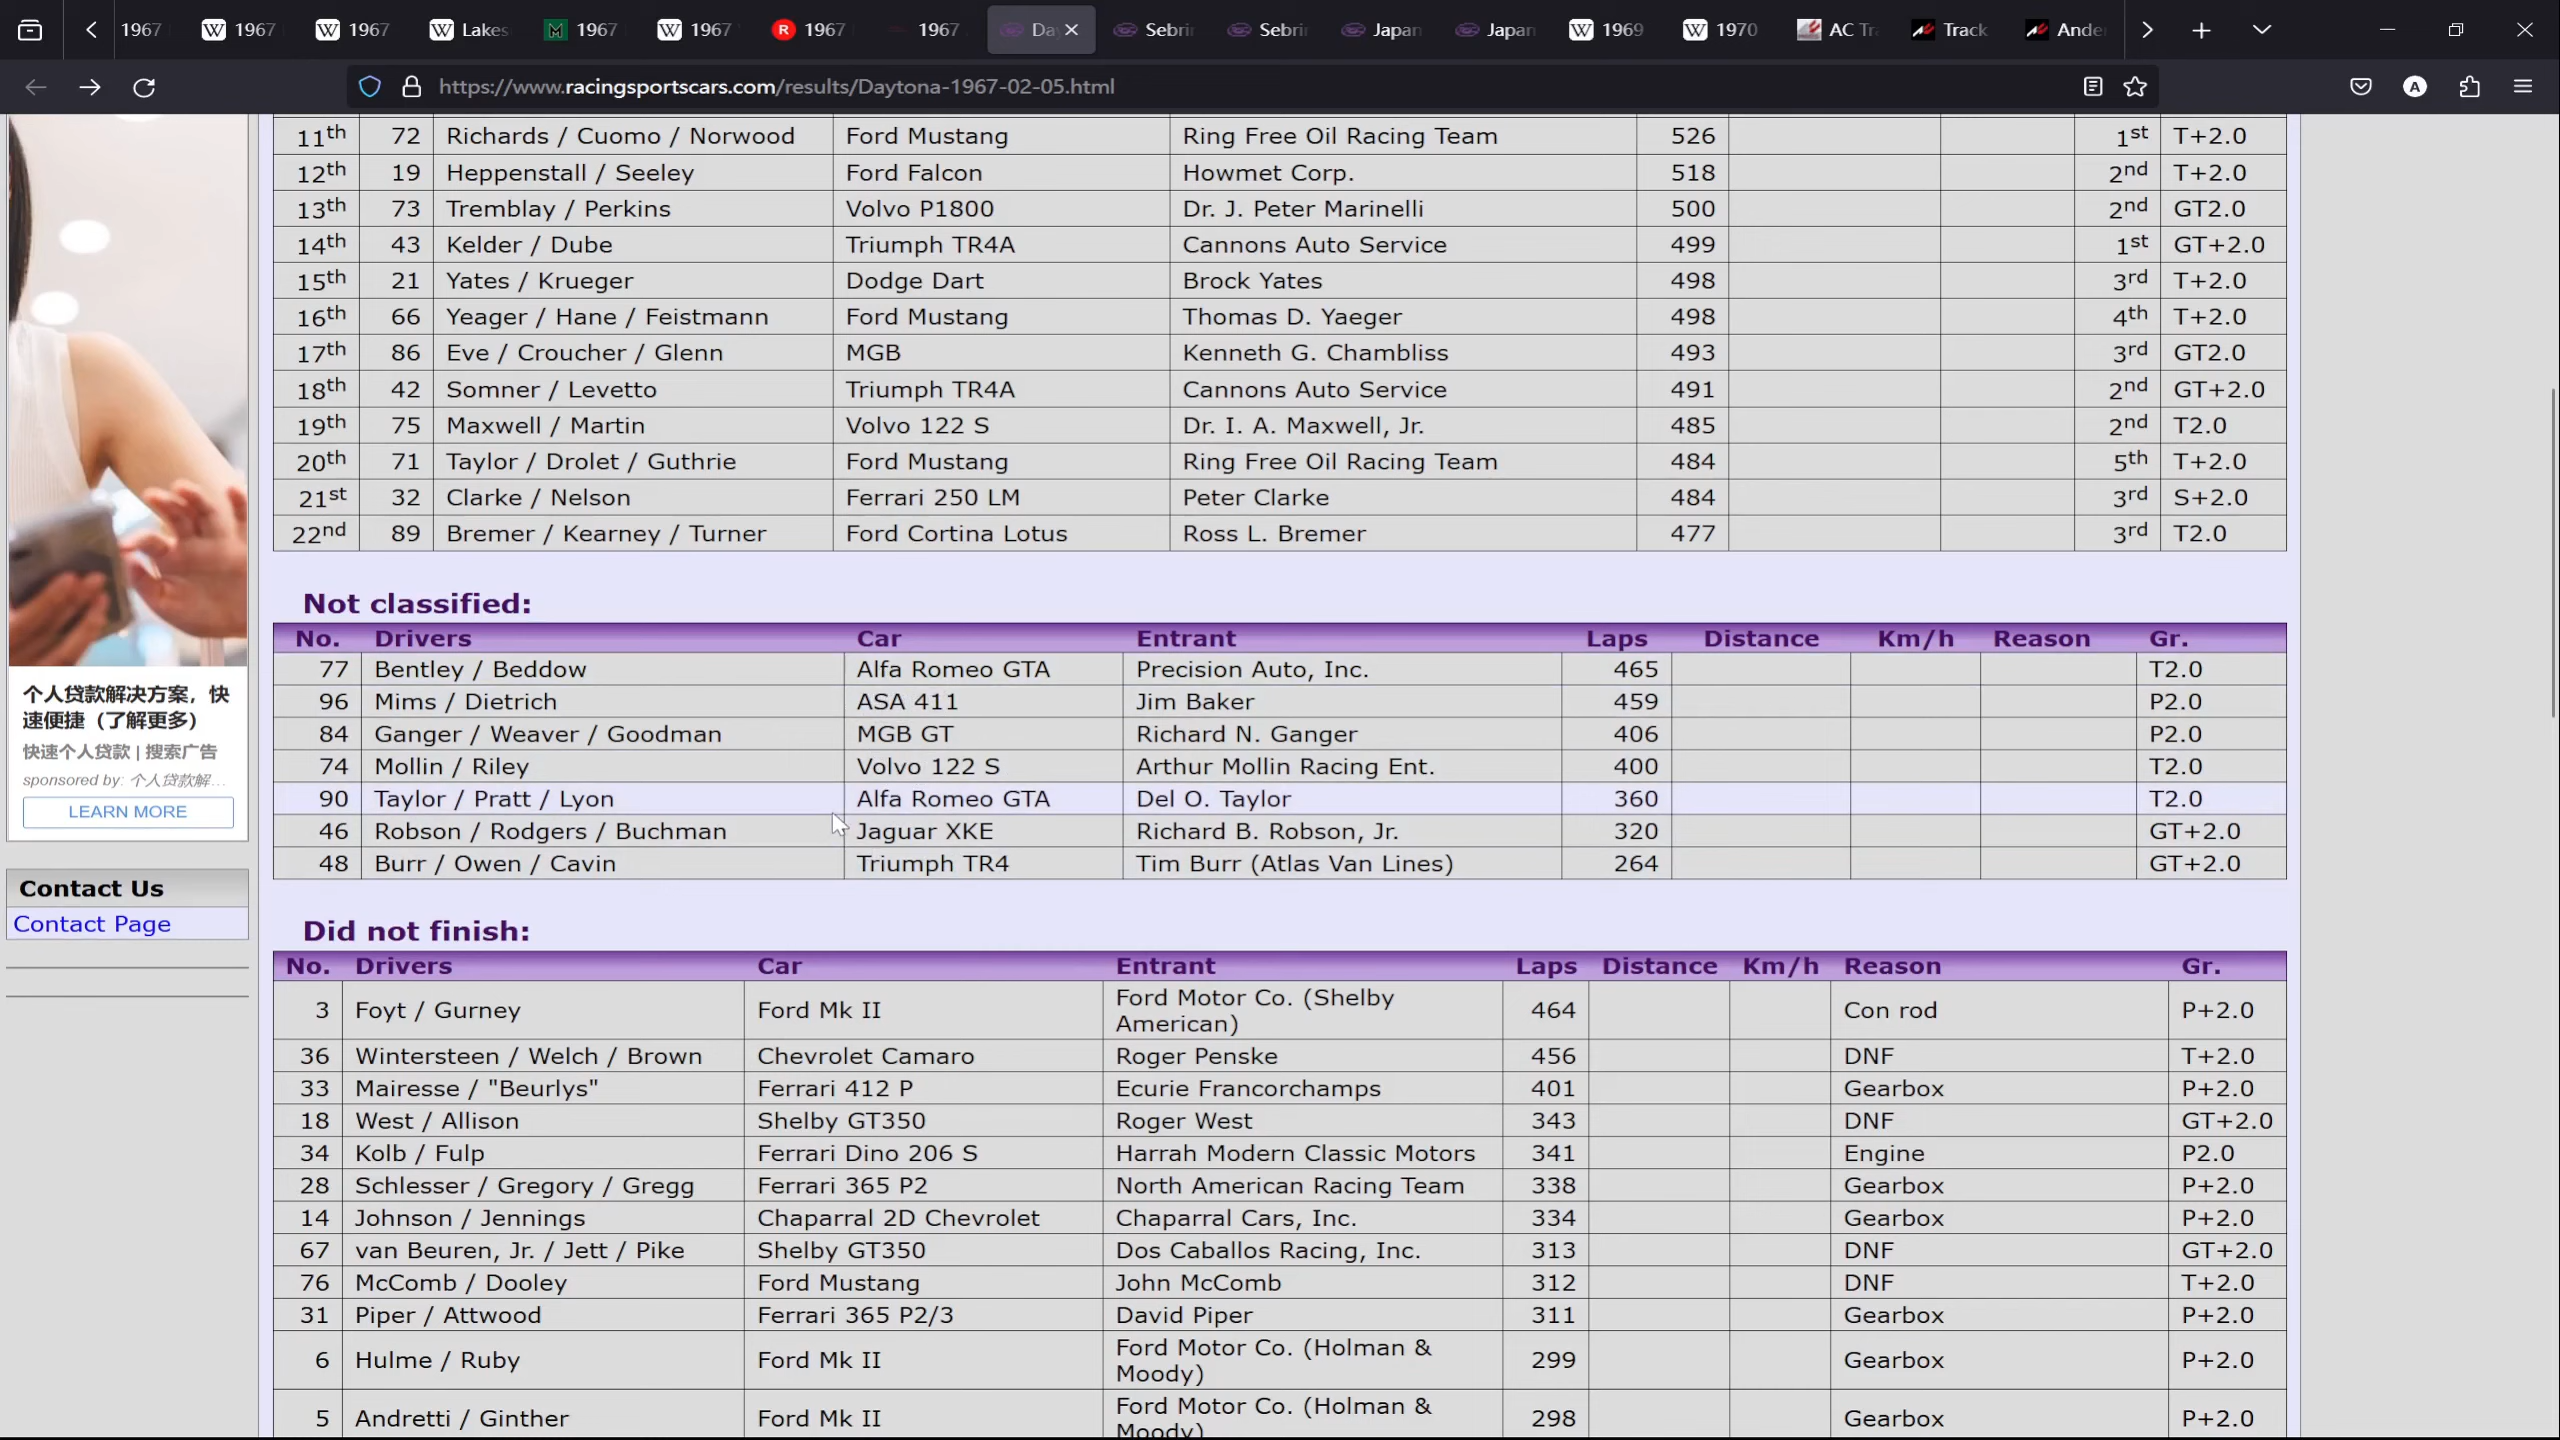 1967
1967
1967
Lakes
1967
1967
1967
1967
Da
Sebrin
Sebrin
Japan
Japan
1969
1970
AC Tr
Track
Ande
https://www.racingsportscars.com/results/Daytona-1967-02-05.html
11th 72 Richards / Cuomo / Norwood Ford Mustang Ring Free Oil Racing Team 526 1st T+2.0
12th 19 Heppenstall / Seeley Ford Falcon Howmet Corp. 518 2nd T+2.0
13th 73 Tremblay / Perkins Volvo P1800 Dr. J. Peter Marinelli 500 2nd GT2.0
14th 43 Kelder / Dube Triumph TR4A Cannons Auto Service 499 1st GT+2.0
15th 21 Yates / Krueger Dodge Dart Brock Yates 498 3rd T+2.0
16th 66 Yeager / Hane / Feistmann Ford Mustang Thomas D. Yaeger 498 4th T+2.0
17th 86 Eve / Croucher / Glenn MGB Kenneth G. Chambliss 493 3rd GT2.0
18th 42 Somner / Levetto Triumph TR4A Cannons Auto Service 491 2nd GT+2.0
19th 75 Maxwell / Martin Volvo 122 S Dr. I. A. Maxwell, Jr. 485 2nd T2.0
20th 71 Taylor / Drolet / Guthrie Ford Mustang Ring Free Oil Racing Team 484 5th T+2.0
21st 32 Clarke / Nelson Ferrari 250 LM Peter Clarke 484 3rd S+2.0
22nd 89 Bremer / Kearney / Turner Ford Cortina Lotus Ross L. Bremer 477 3rd T2.0
Not classified:
No. Drivers Car Entrant Laps Distance Km/h Reason Gr.
77 Bentley / Beddow Alfa Romeo GTA Precision Auto, Inc. 465 T2.0
96 Mims / Dietrich ASA 411 Jim Baker 459 P2.0
84 Ganger / Weaver / Goodman MGB GT Richard N. Ganger 406 P2.0
74 Mollin / Riley Volvo 122 S Arthur Mollin Racing Ent. 400 T2.0
90 Taylor / Pratt / Lyon Alfa Romeo GTA Del O. Taylor 360 T2.0
46 Robson / Rodgers / Buchman Jaguar XKE Richard B. Robson, Jr. 320 GT+2.0
48 Burr / Owen / Cavin Triumph TR4 Tim Burr (Atlas Van Lines) 264 GT+2.0
Did not finish:
No. Drivers Car Entrant Laps Distance Km/h Reason Gr.
3 Foyt / Gurney Ford Mk II Ford Motor Co. (Shelby American) 464 Con rod P+2.0
36 Wintersteen / Welch / Brown Chevrolet Camaro Roger Penske 456 DNF T+2.0
33 Mairesse / "Beurlys" Ferrari 412 P Ecurie Francorchamps 401 Gearbox P+2.0
18 West / Allison Shelby GT350 Roger West 343 DNF GT+2.0
34 Kolb / Fulp Ferrari Dino 206 S Harrah Modern Classic Motors 341 Engine P2.0
28 Schlesser / Gregory / Gregg Ferrari 365 P2 North American Racing Team 338 Gearbox P+2.0
14 Johnson / Jennings Chaparral 2D Chevrolet Chaparral Cars, Inc. 334 Gearbox P+2.0
67 van Beuren, Jr. / Jett / Pike Shelby GT350 Dos Caballos Racing, Inc. 313 DNF GT+2.0
76 McComb / Dooley Ford Mustang John McComb 312 DNF T+2.0
31 Piper / Attwood Ferrari 365 P2/3 David Piper 311 Gearbox P+2.0
6 Hulme / Ruby Ford Mk II Ford Motor Co. (Holman & Moody) 299 Gearbox P+2.0
5 Andretti / Ginther Ford Mk II Ford Motor Co. (Holman & Moody) 298 Gearbox P+2.0
个人贷款解决方案，快
速便捷（了解更多）
快速个人贷款 | 搜索广告
sponsored by: 个人贷款解...
LEARN MORE
Contact Us
Contact Page